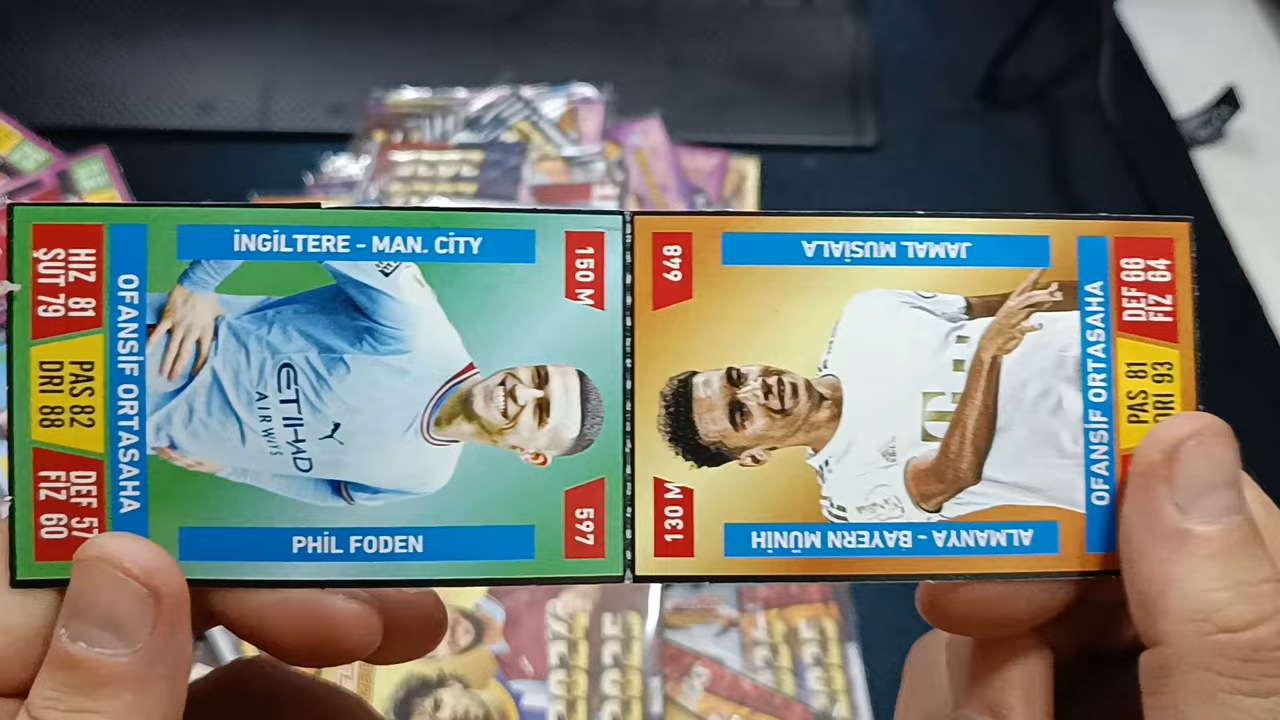 İNGİLTERE - MAN. CİTY
150 M
HIZ 81
ŞUT 79
PAS 82
DRI 88
DEF 57
FIZ 60
OFANSİF ORTASAHA
ETIHAD
AIRWAYS
PHİL FODEN
597
648
JAMAL MUSİALA
DEF 66
FIZ 64
PAS 81
DRI 93
OFANSİF ORTASAHA
130 M
ALMANYA - BAYERN MÜNİH